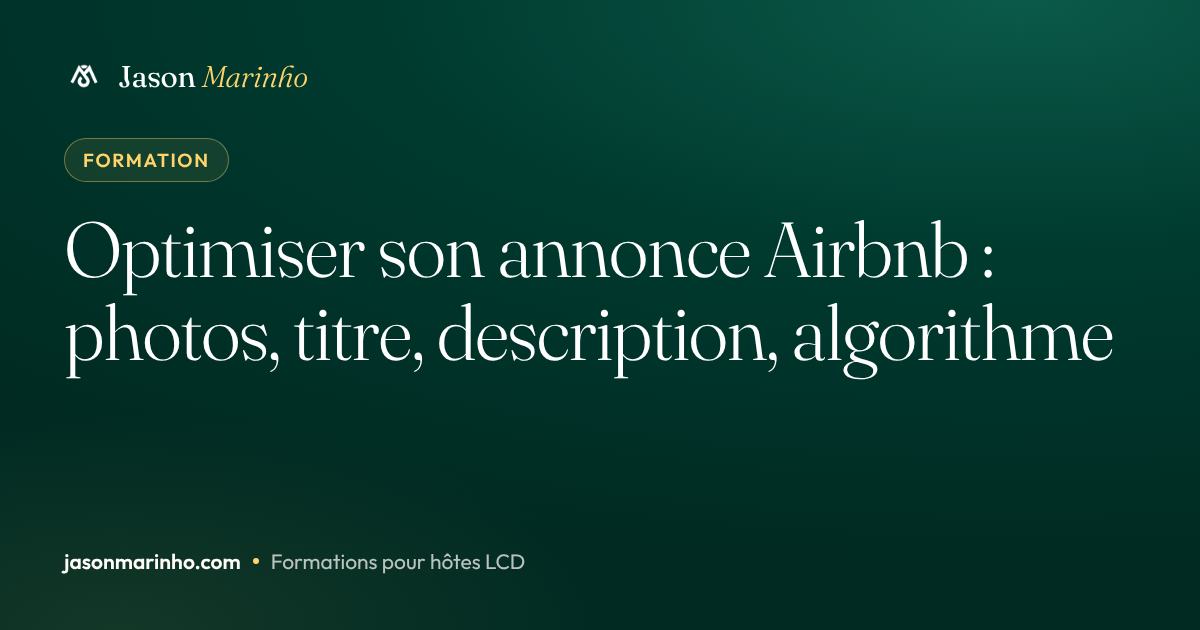 Jason Marinho
FORMATION
Optimiser son annonce Airbnb :
photos, titre, description, algorithme
jasonmarinho.com • Formations pour hôtes LCD